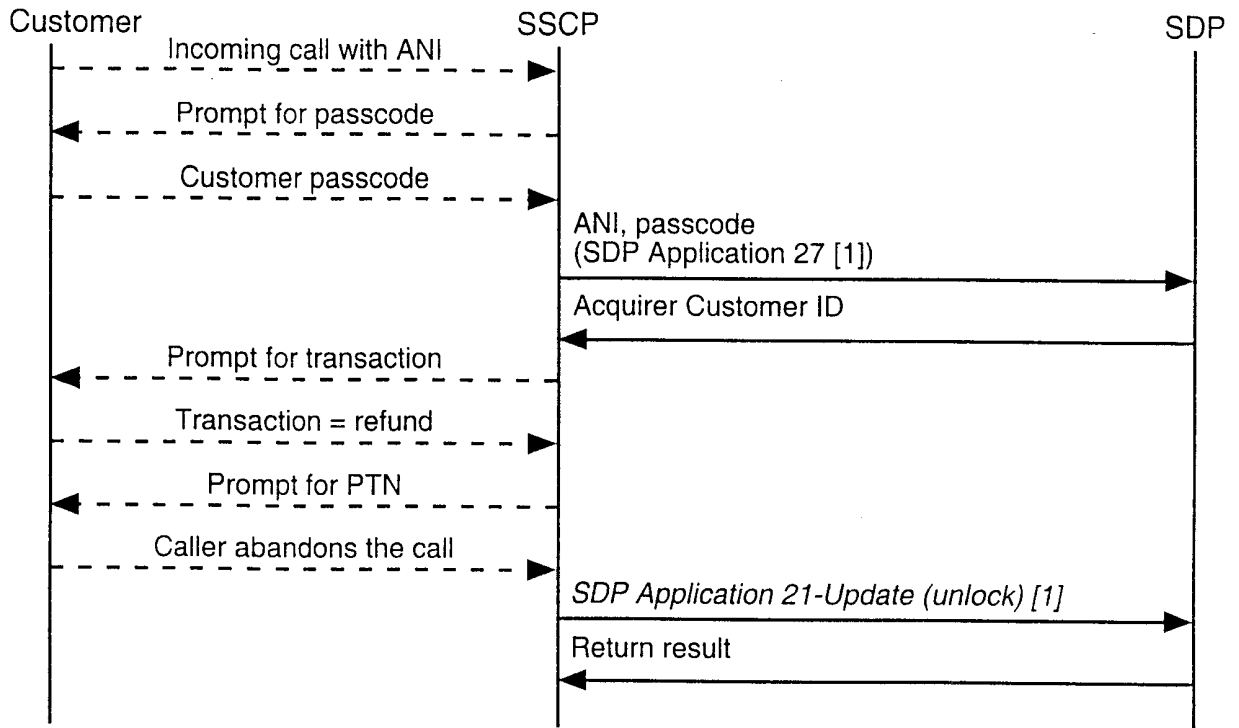 Customer
SSCP
SDP
Incoming call with ANI
Prompt for passcode
Customer passcode
ANI, passcode
(SDP Application 27 [1])
Acquirer Customer ID
Prompt for transaction
Transaction = refund
Prompt for PTN
Caller abandons the call
SDP Application 21-Update (unlock) [1]
Return result